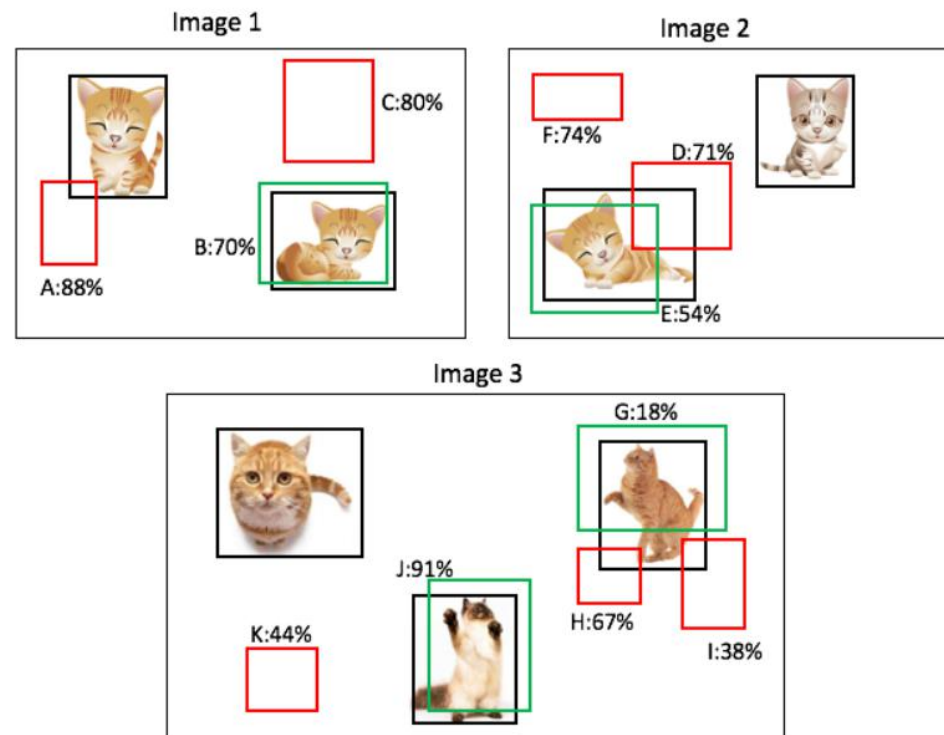 Image 1
C:80%
B:70%
A:88%
Image 2
F:74%
D:71%
E:54%
Image 3
G:18%
J:91%
H:67%
K:44%
I:38%